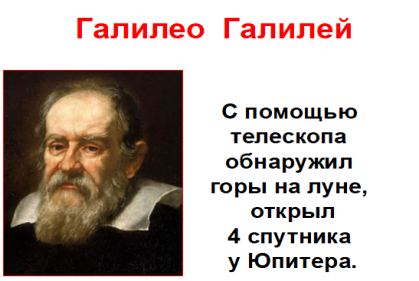 Галилео Галилей
С помощью
телескопа
обнаружил
горы на луне,
открыл
4 спутника
у Юпитера.